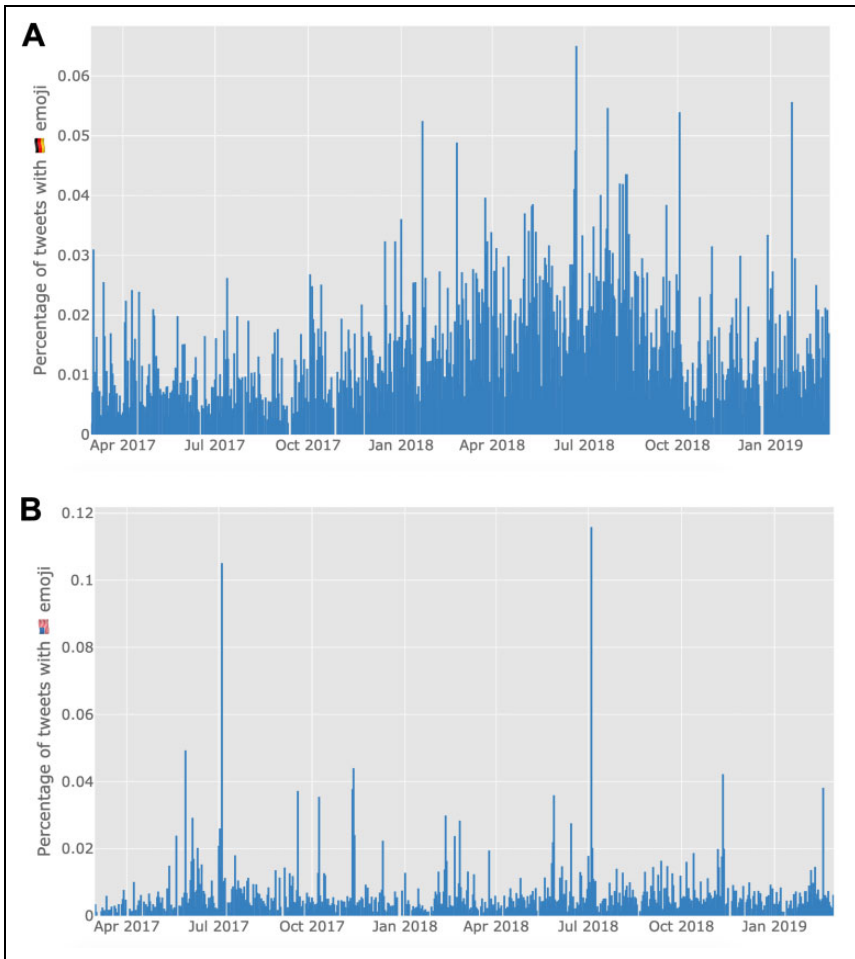 A
Percentage of tweets with 🇩🇪 emoji
0.06
0.05
0.04
0.03
0.02
0.01
0
Apr 2017 Jul 2017 Oct 2017 Jan 2018 Apr 2018 Jul 2018 Oct 2018 Jan 2019
B
Percentage of tweets with 🇺🇸 emoji
0.12
0.1
0.08
0.06
0.04
0.02
0
Apr 2017 Jul 2017 Oct 2017 Jan 2018 Apr 2018 Jul 2018 Oct 2018 Jan 2019